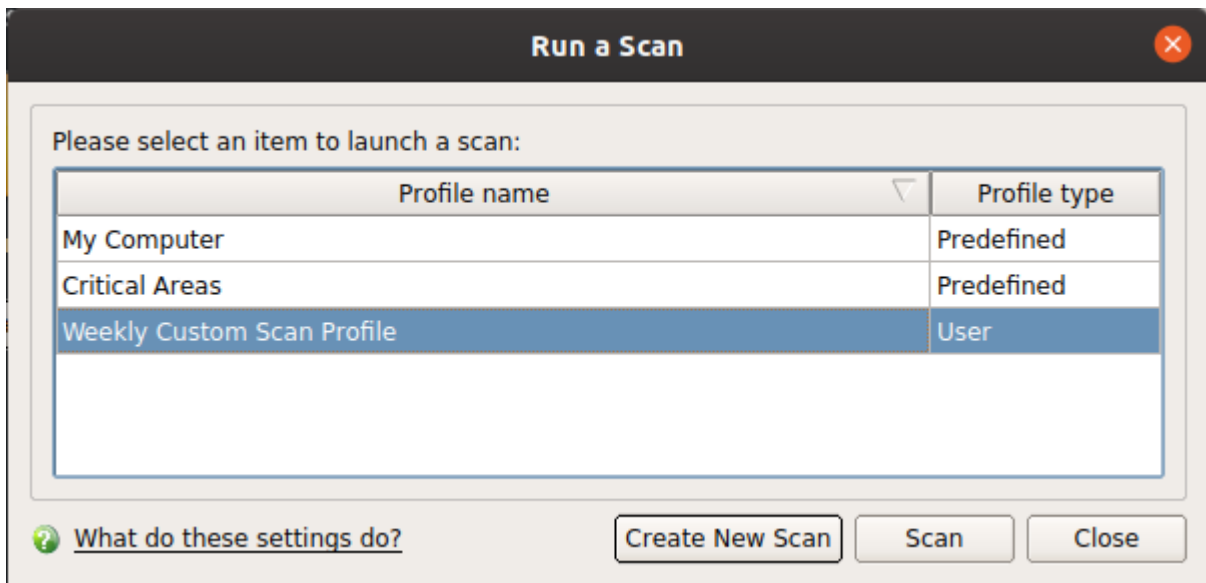 Run a Scan
Please select an item to launch a scan:
Profile name Profile type
My Computer Predefined
Critical Areas Predefined
Weekly Custom Scan Profile User
What do these settings do? Create New Scan Scan Close